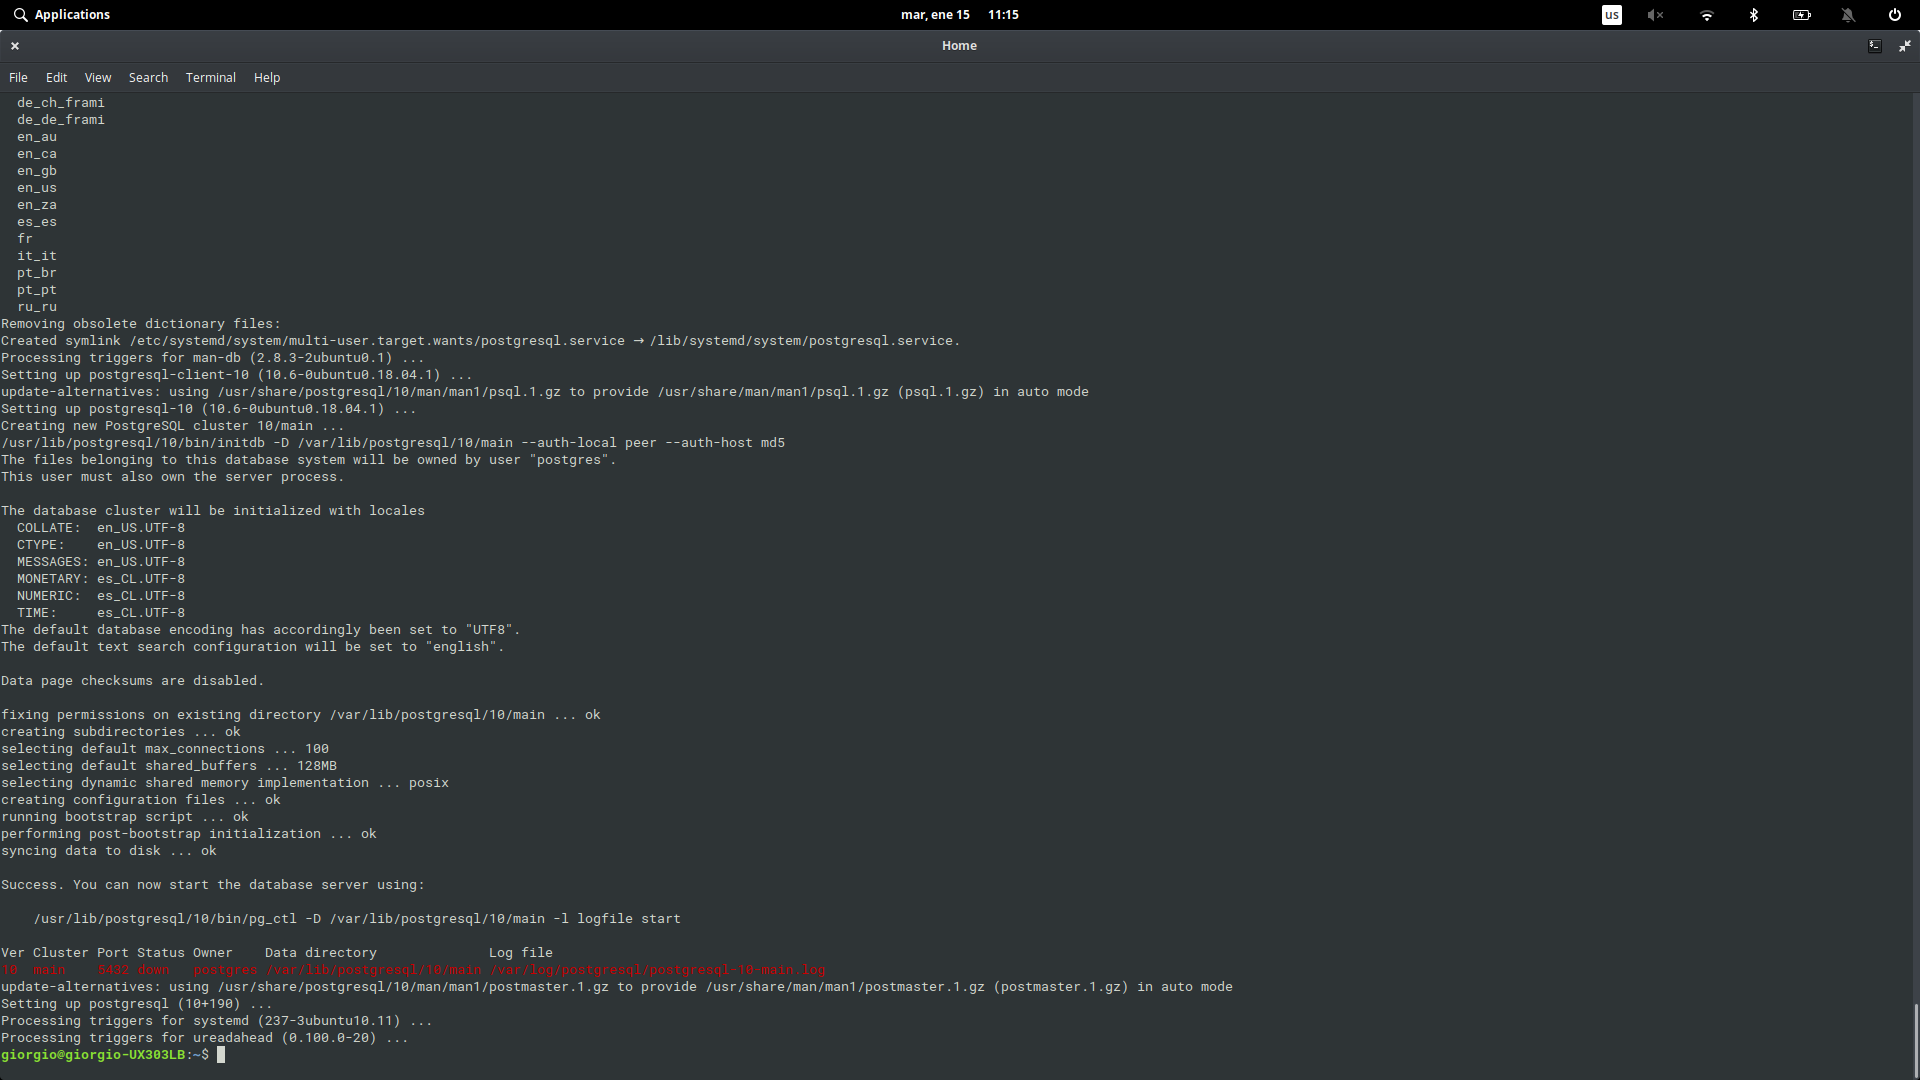 Applications
mar, ene 15 11:15
us
Home
File Edit View Search Terminal Help
de_ch_frami
de_de_frami
en_au
en_ca
en_gb
en_us
en_za
es_es
fr
it_it
pt_br
pt_pt
ru_ru
Removing obsolete dictionary files:
Created symlink /etc/systemd/system/multi-user.target.wants/postgresql.service → /lib/systemd/system/postgresql.service.
Processing triggers for man-db (2.8.3-2ubuntu0.1) ...
Setting up postgresql-client-10 (10.6-0ubuntu0.18.04.1) ...
update-alternatives: using /usr/share/postgresql/10/man/man1/psql.1.gz to provide /usr/share/man/man1/psql.1.gz (psql.1.gz) in auto mode
Setting up postgresql-10 (10.6-0ubuntu0.18.04.1) ...
Creating new PostgreSQL cluster 10/main ...
/usr/lib/postgresql/10/bin/initdb -D /var/lib/postgresql/10/main --auth-local peer --auth-host md5
The files belonging to this database system will be owned by user "postgres".
This user must also own the server process.
The database cluster will be initialized with locales
COLLATE: en_US.UTF-8
CTYPE: en_US.UTF-8
MESSAGES: en_US.UTF-8
MONETARY: es_CL.UTF-8
NUMERIC: es_CL.UTF-8
TIME: es_CL.UTF-8
The default database encoding has accordingly been set to "UTF8".
The default text search configuration will be set to "english".
Data page checksums are disabled.
fixing permissions on existing directory /var/lib/postgresql/10/main ... ok
creating subdirectories ... ok
selecting default max_connections ... 100
selecting default shared_buffers ... 128MB
selecting dynamic shared memory implementation ... posix
creating configuration files ... ok
running bootstrap script ... ok
performing post-bootstrap initialization ... ok
syncing data to disk ... ok
Success. You can now start the database server using:
/usr/lib/postgresql/10/bin/pg_ctl -D /var/lib/postgresql/10/main -l logfile start
Ver Cluster Port Status Owner Data directory Log file
10 main 5432 down postgres /var/lib/postgresql/10/main /var/log/postgresql/postgresql-10-main.log
update-alternatives: using /usr/share/postgresql/10/man/man1/postmaster.1.gz to provide /usr/share/man/man1/postmaster.1.gz (postmaster.1.gz) in auto mode
Setting up postgresql (10+190) ...
Processing triggers for systemd (237-3ubuntu10.11) ...
Processing triggers for ureadahead (0.100.0-20) ...
giorgio@giorgio-UX303LB:~$